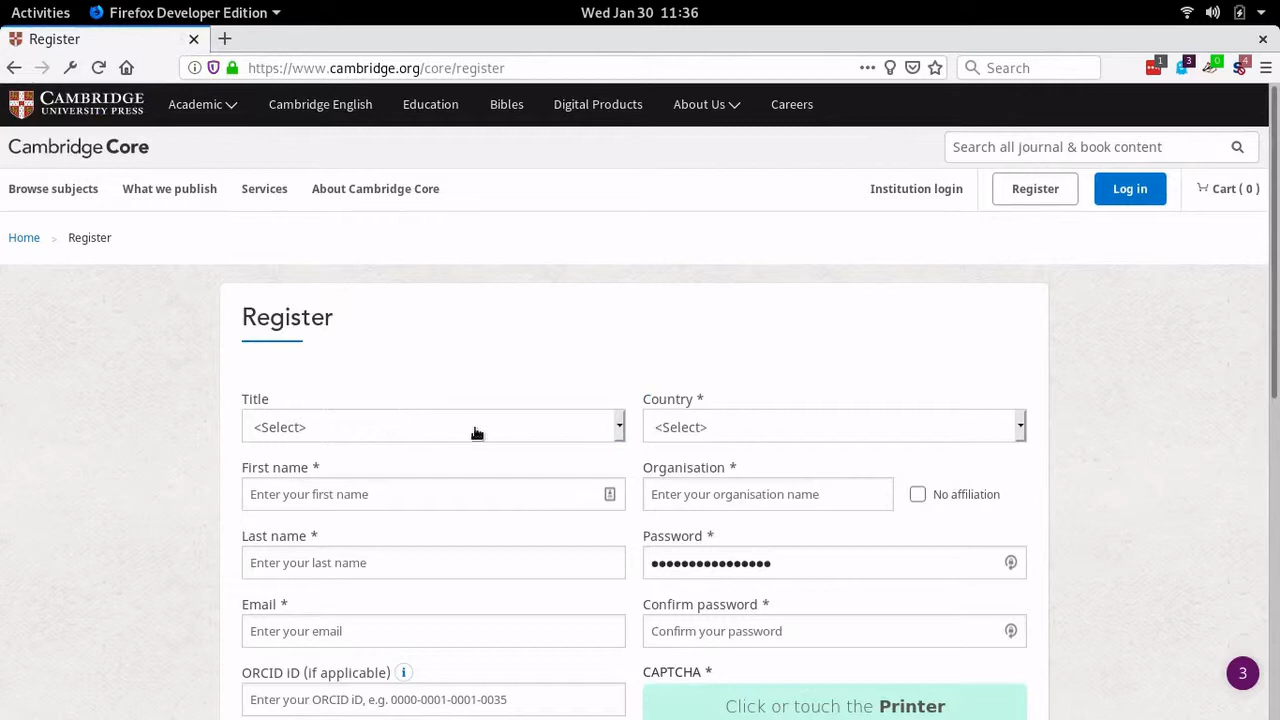 Activities Firefox Developer Edition Wed Jan 30 11:36
Register
https://www.cambridge.org/core/register Search 1 3 0 4
CAMBRIDGE
UNIVERSITY PRESS
Academic Cambridge English Education Bibles Digital Products About Us Careers
Cambridge Core Search all journal & book content
Browse subjects What we publish Services About Cambridge Core Institution login Register Log in Cart ( 0 )
Home > Register
Register
Title Country *
<Select> <Select>
First name * Organisation *
Enter your first name Enter your organisation name No affiliation
Last name * Password *
Enter your last name ●●●●●●●●●●●●●●●●
Email * Confirm password *
Enter your email Confirm your password
ORCID iD (if applicable) i CAPTCHA *
Enter your ORCID iD, e.g. 0000-0001-0001-0035 Click or touch the Printer
3